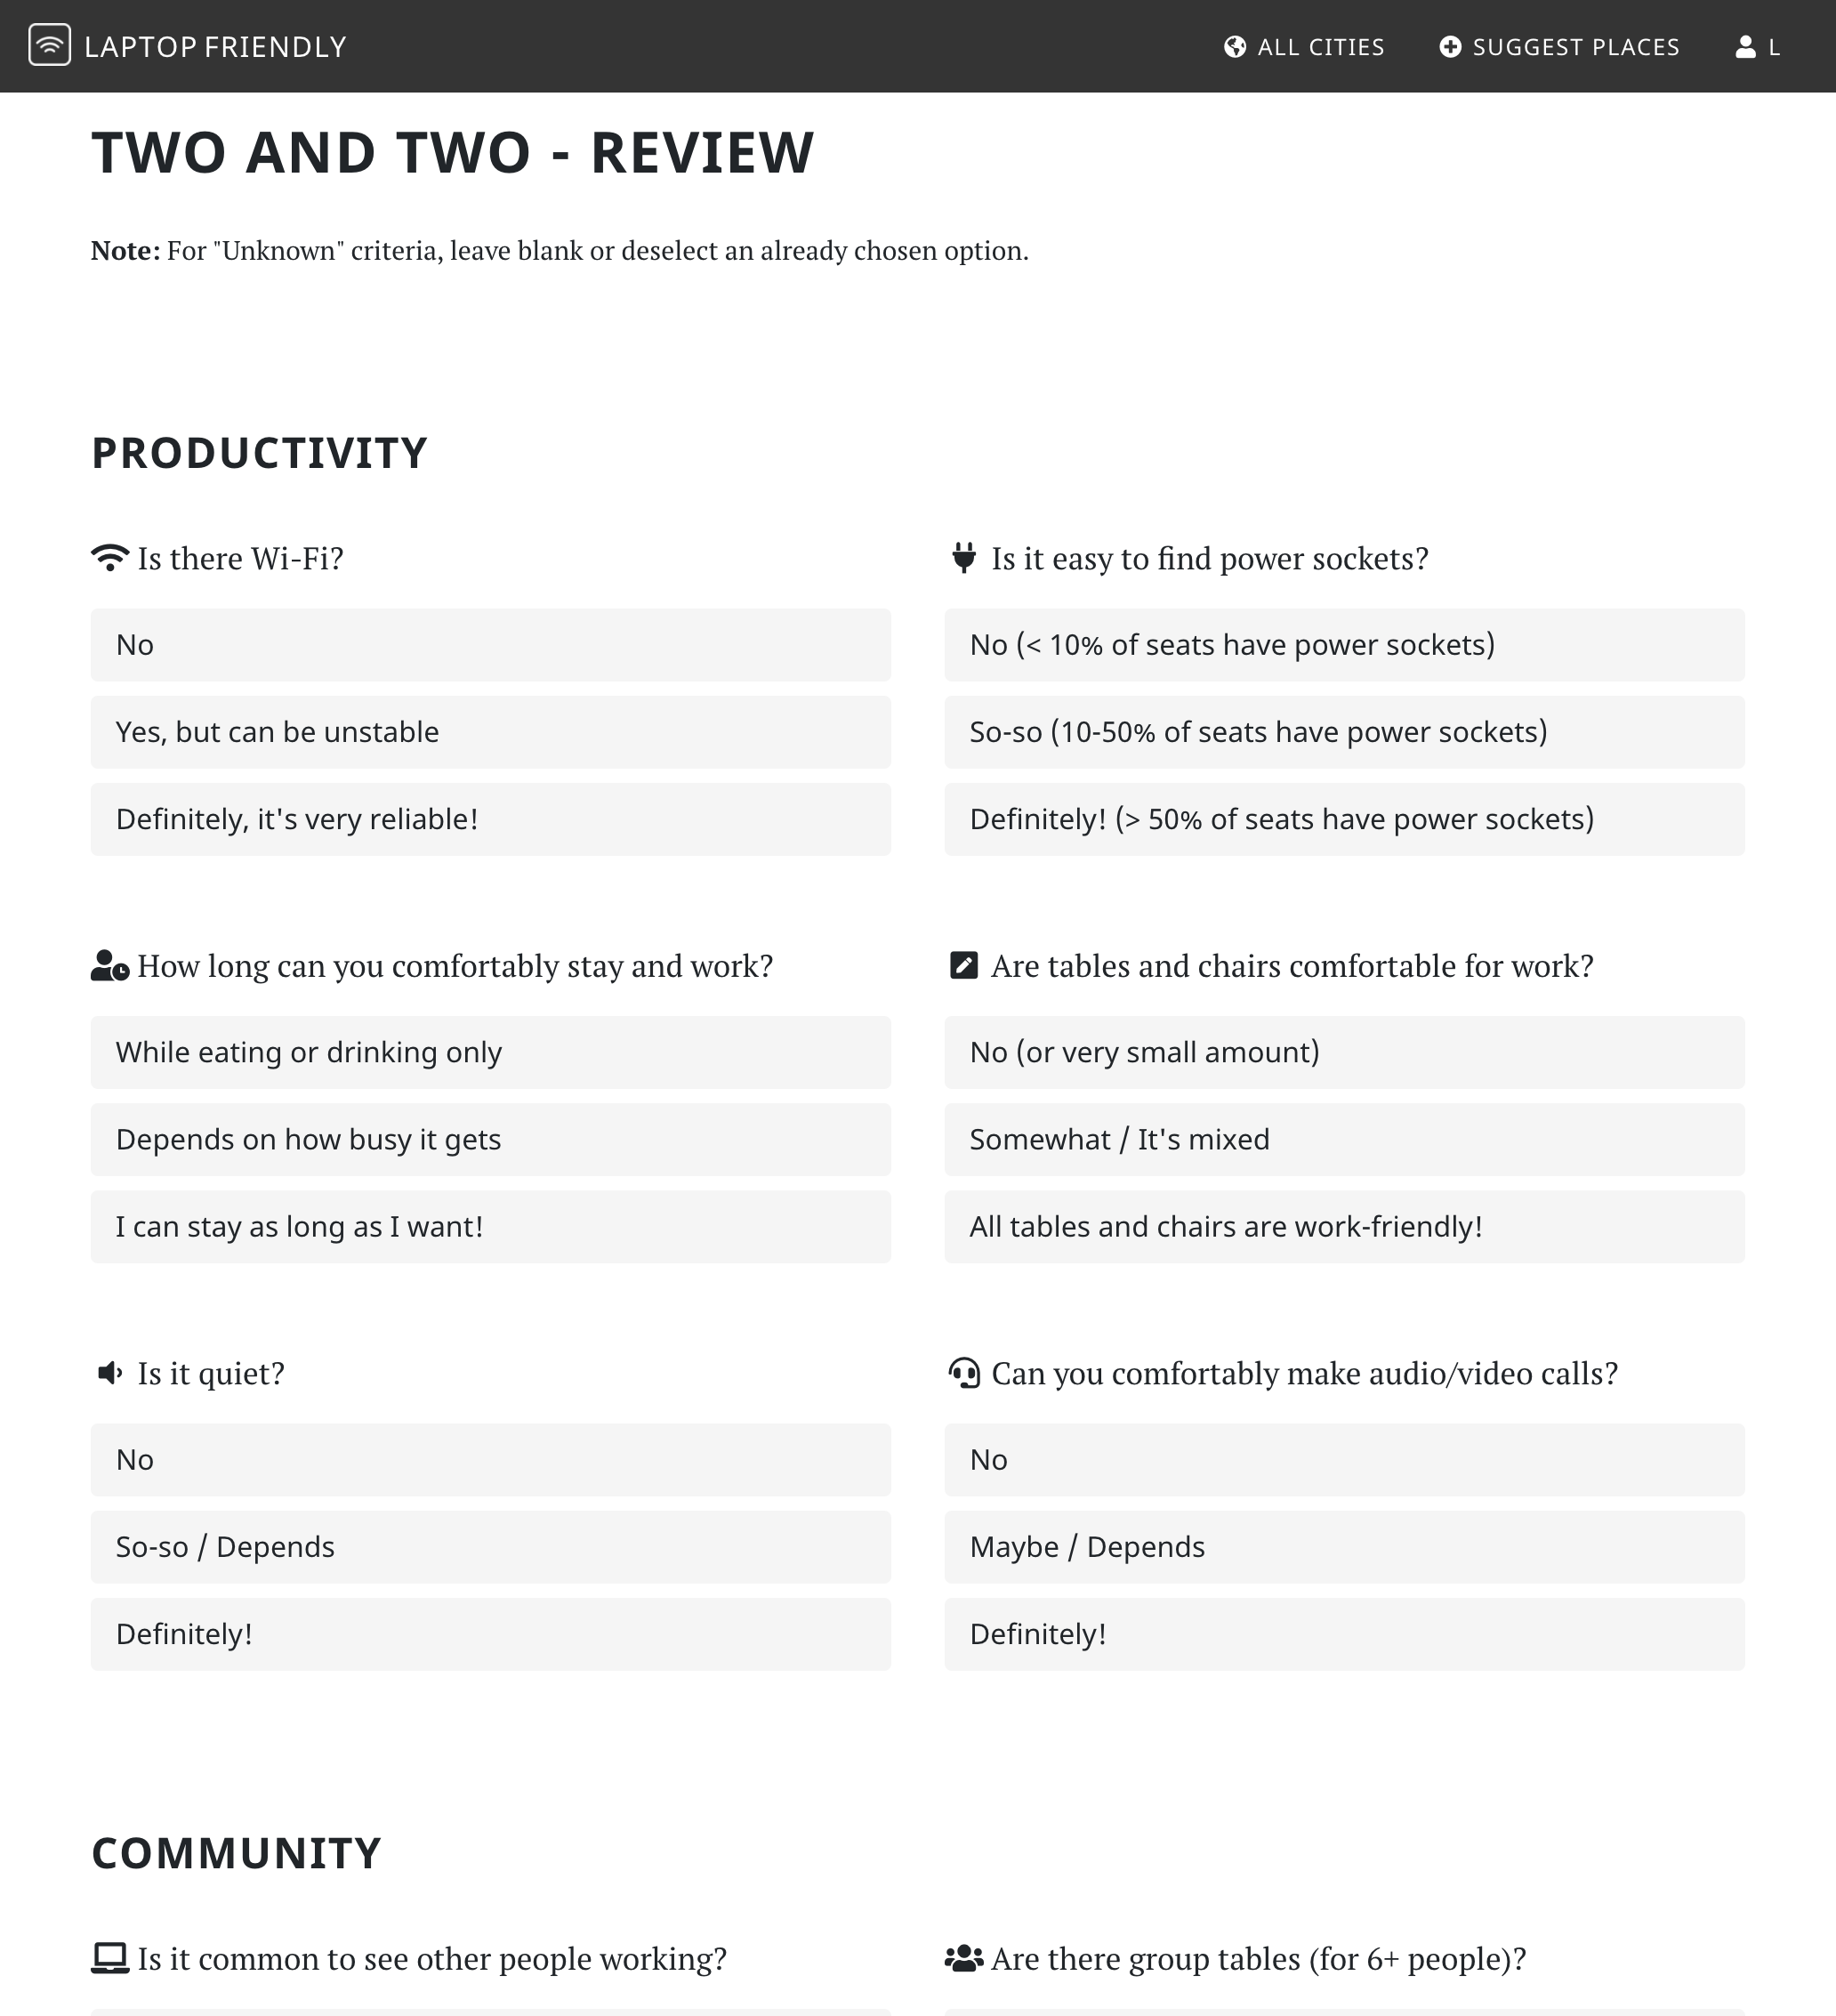 LAPTOP FRIENDLY
ALL CITIES
SUGGEST PLACES
L
TWO AND TWO - REVIEW
Note: For "Unknown" criteria, leave blank or deselect an already chosen option.
PRODUCTIVITY
Is there Wi-Fi?
No
Yes, but can be unstable
Definitely, it's very reliable!
Is it easy to find power sockets?
No (< 10% of seats have power sockets)
So-so (10-50% of seats have power sockets)
Definitely! (> 50% of seats have power sockets)
How long can you comfortably stay and work?
While eating or drinking only
Depends on how busy it gets
I can stay as long as I want!
Are tables and chairs comfortable for work?
No (or very small amount)
Somewhat / It's mixed
All tables and chairs are work-friendly!
Is it quiet?
No
So-so / Depends
Definitely!
Can you comfortably make audio/video calls?
No
Maybe / Depends
Definitely!
COMMUNITY
Is it common to see other people working?
Are there group tables (for 6+ people)?